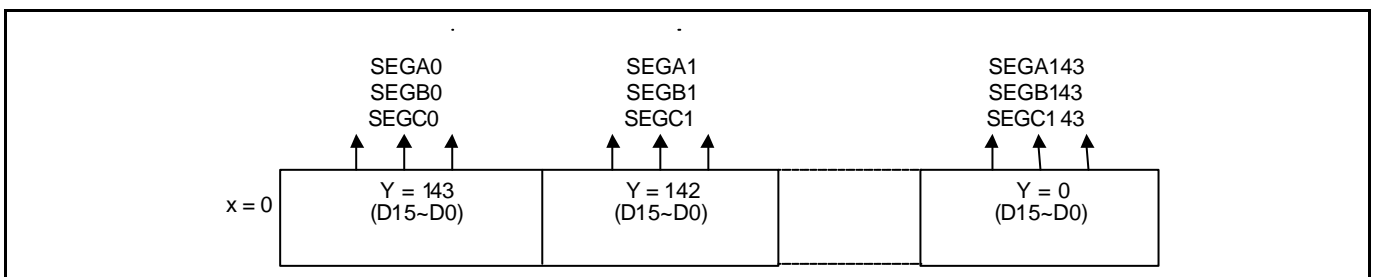 SEGA0 SEGA1 SEGA143
SEGB0 SEGB1 SEGB143
SEGC0 SEGC1 SEGC1 43
Y = 143 Y = 142 Y = 0
x = 0 (D15~D0) (D15~D0) (D15~D0)